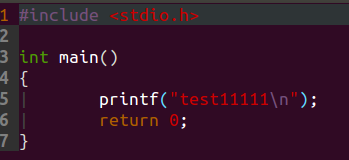 1 #include <stdio.h>
2
3 int main()
4 {
5 |       printf("test11111\n");
6 |       return 0;
7 }